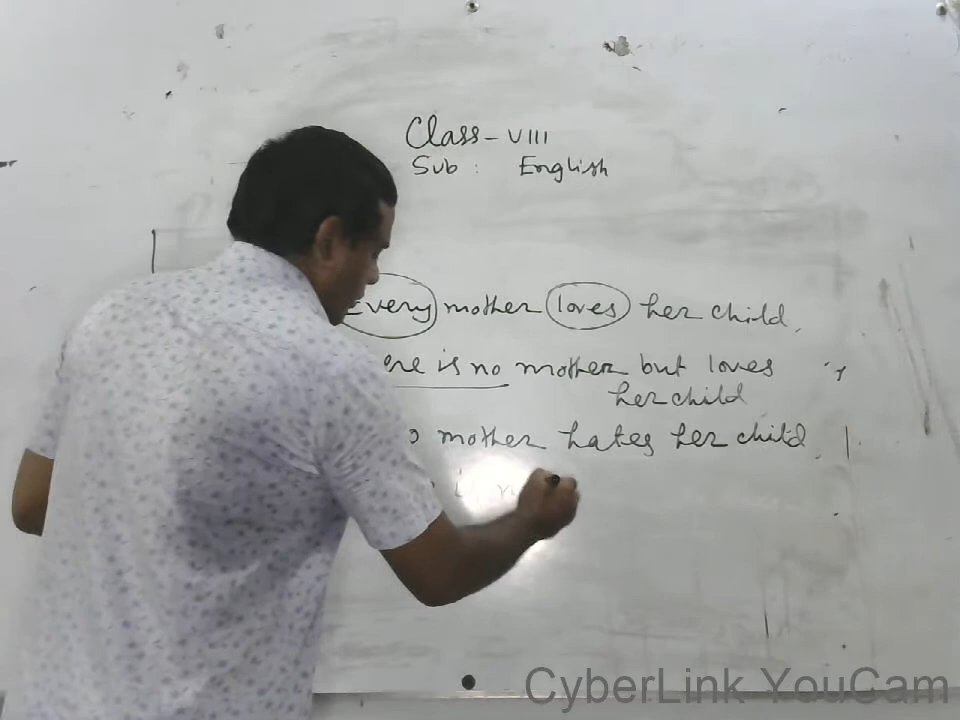 Class - VIII
Sub : English
Every mother loves her child.
is no mother but loves
her child
mother hates her child.
is
CyberLink YouCam